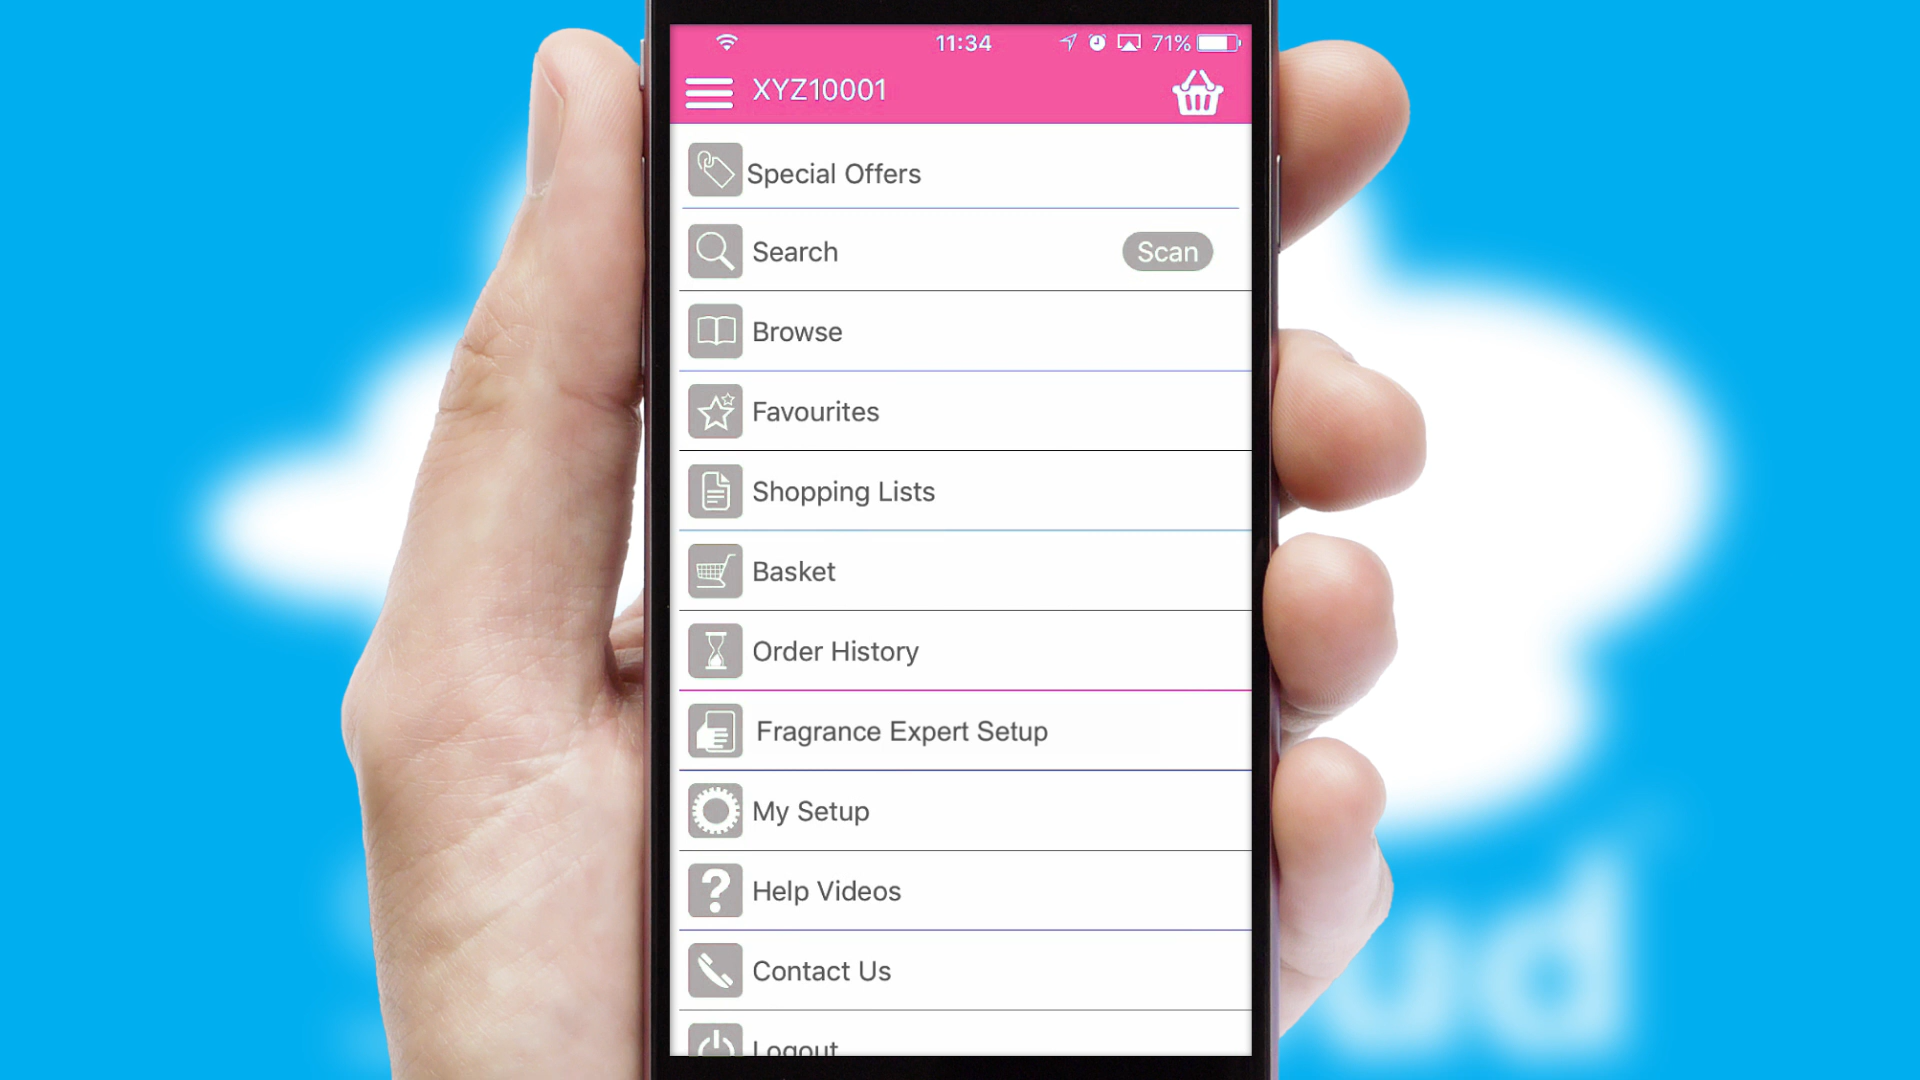 11:34 71%
XYZ10001
Special Offers
Search Scan
Browse
Favourites
Shopping Lists
Basket
Order History
Fragrance Expert Setup
My Setup
Help Videos
Contact Us
Logout
ud